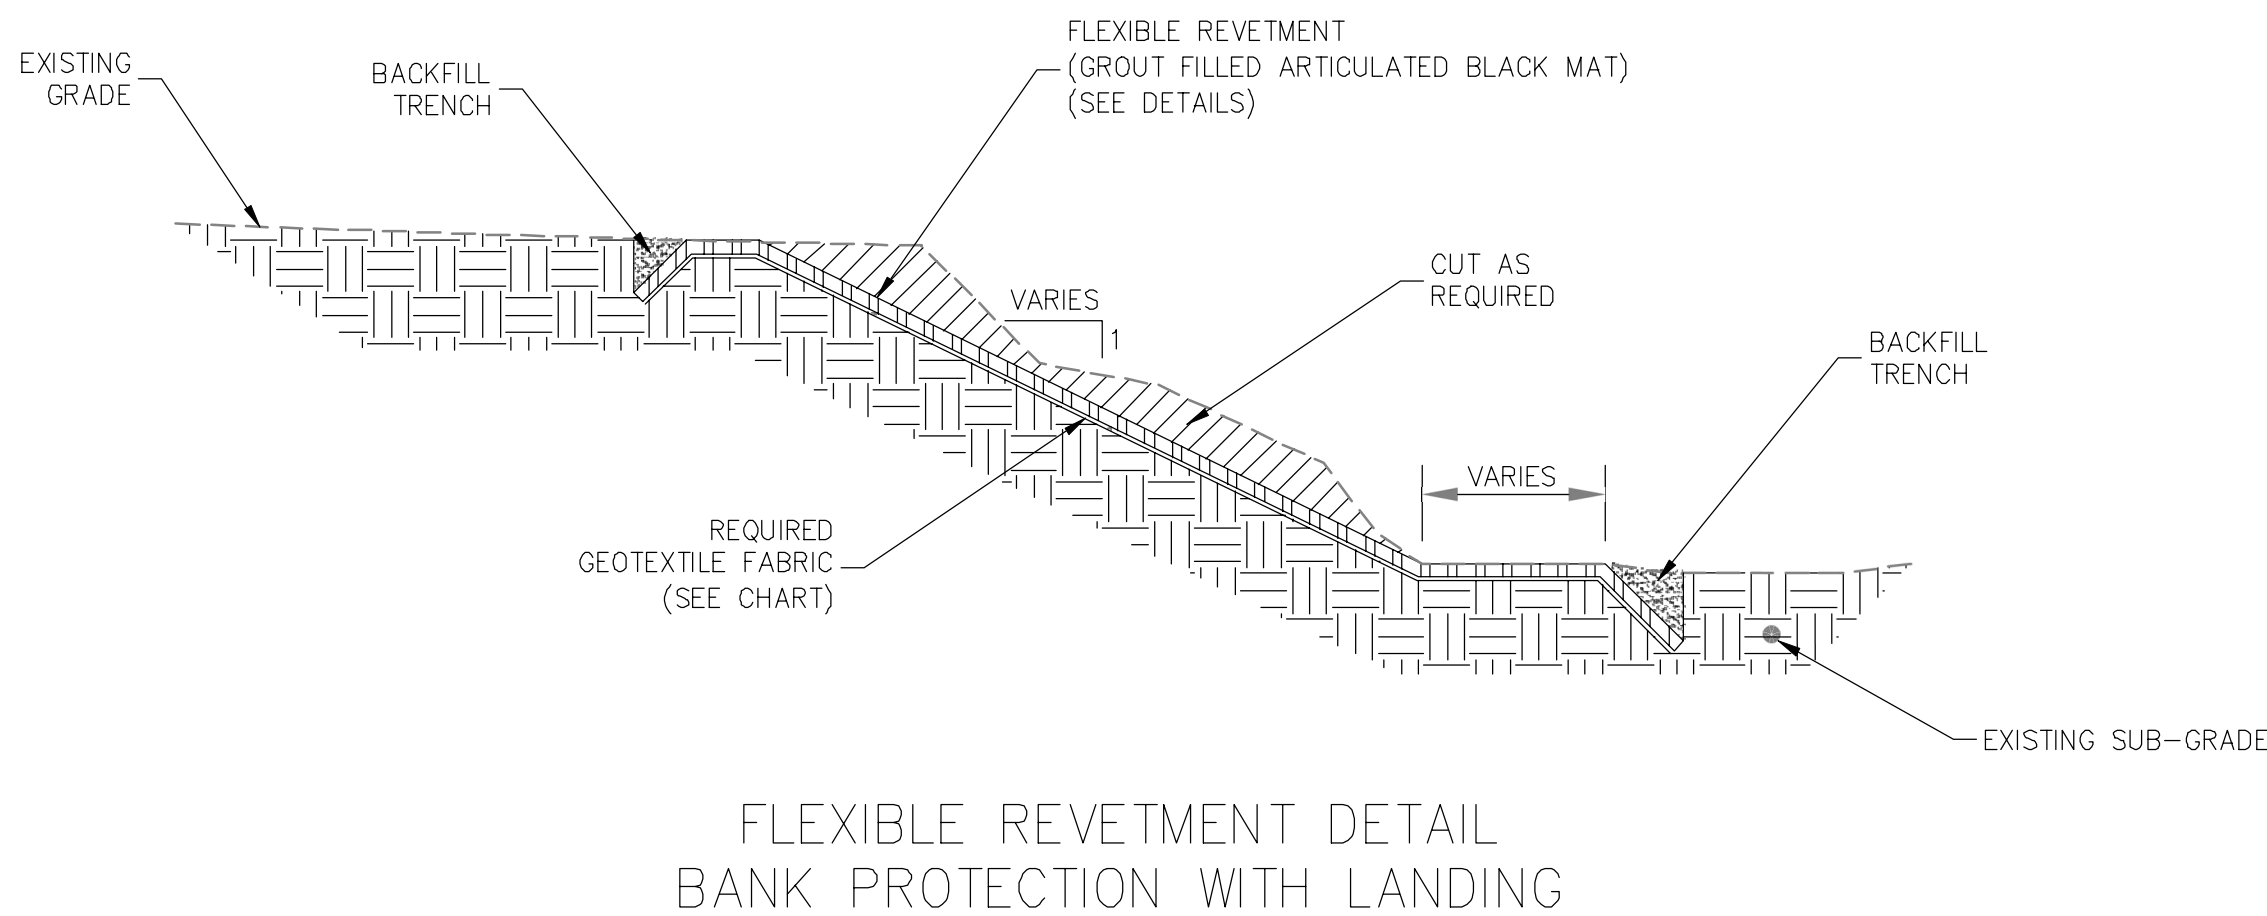 FLEXIBLE REVETMENT
(GROUT FILLED ARTICULATED BLACK MAT)
(SEE DETAILS)
EXISTING
GRADE
BACKFILL
TRENCH
CUT AS
REQUIRED
VARIES
1
BACKFILL
TRENCH
VARIES
REQUIRED
GEOTEXTILE FABRIC
(SEE CHART)
EXISTING SUB-GRADE
FLEXIBLE REVETMENT DETAIL
BANK PROTECTION WITH LANDING